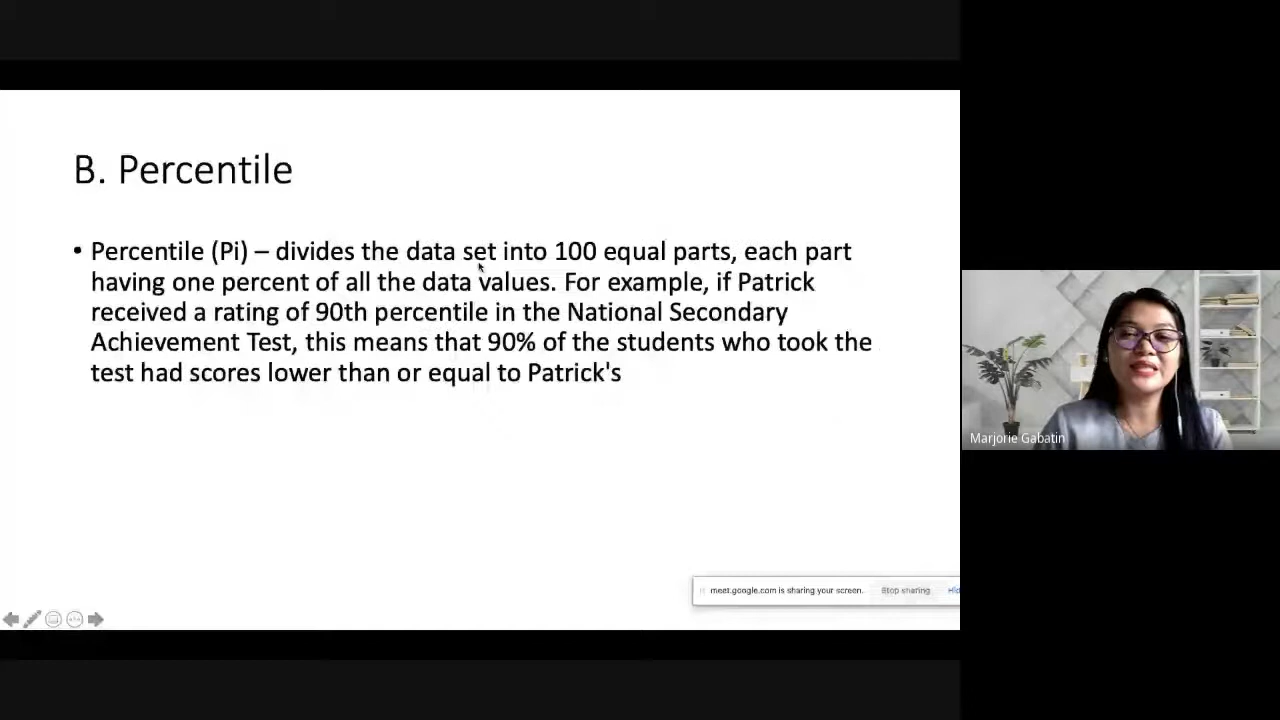 B. Percentile
• Percentile (Pi) – divides the data set into 100 equal parts, each part
having one percent of all the data values. For example, if Patrick
received a rating of 90th percentile in the National Secondary
Achievement Test, this means that 90% of the students who took the
test had scores lower than or equal to Patrick's
Marjorie Gabatin
meet.google.com is sharing your screen. Stop sharing Hid